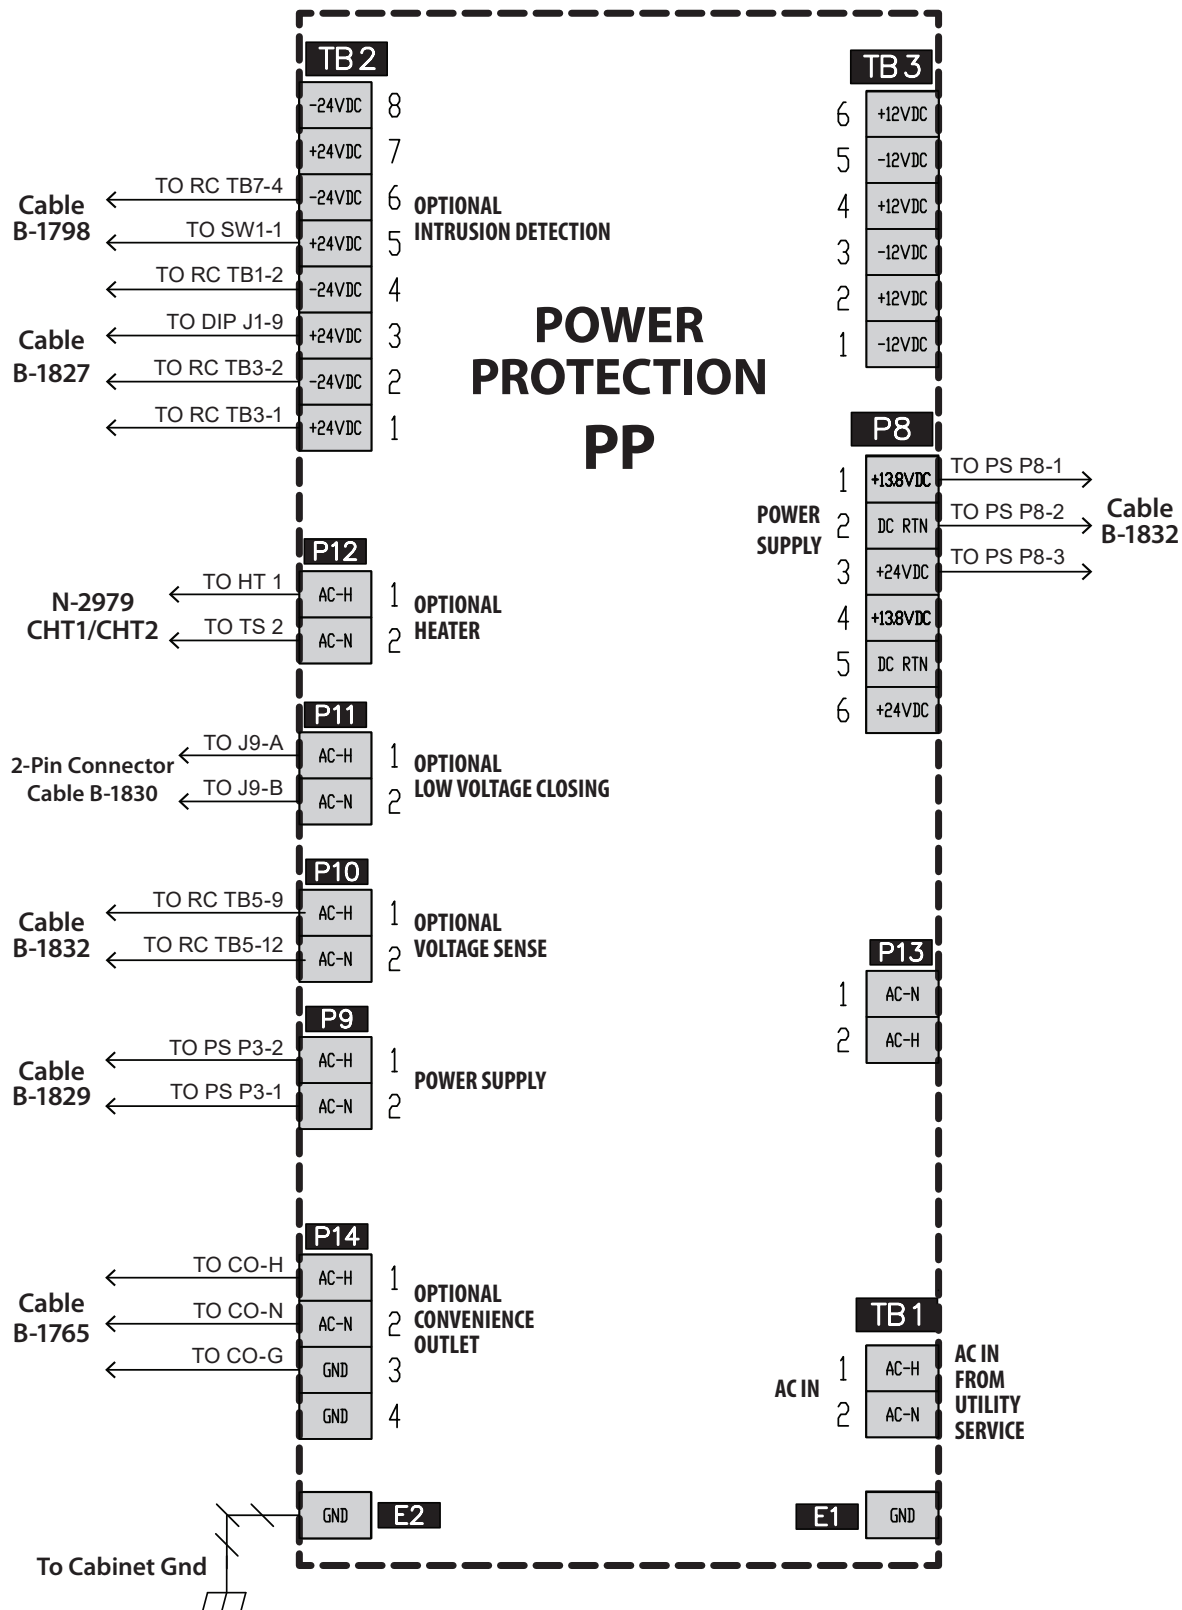 TB 2
-24VDC 8
+24VDC 7
Cable
B-1798
TO RC TB7-4
-24VDC 6
TO SW1-1
+24VDC 5
OPTIONAL
INTRUSION DETECTION
TO RC TB1-2
-24VDC 4
Cable
B-1827
TO DIP J1-9
+24VDC 3
TO RC TB3-2
-24VDC 2
TO RC TB3-1
+24VDC 1
POWER
PROTECTION
PP
TB 3
6 +12VDC
5 -12VDC
4 +12VDC
3 -12VDC
2 +12VDC
1 -12VDC
P8
POWER
SUPPLY
1 +13.8VDC TO PS P8-1
2 DC RTN TO PS P8-2
3 +24VDC TO PS P8-3
4 +13.8VDC
5 DC RTN
6 +24VDC
Cable
B-1832
P12
N-2979
CHT1/CHT2
TO HT 1
AC-H 1
TO TS 2
AC-N 2
OPTIONAL
HEATER
P11
2-Pin Connector
Cable B-1830
TO J9-A
AC-H 1
TO J9-B
AC-N 2
OPTIONAL
LOW VOLTAGE CLOSING
P10
Cable
B-1832
TO RC TB5-9
AC-H 1
TO RC TB5-12
AC-N 2
OPTIONAL
VOLTAGE SENSE
P13
1 AC-N
2 AC-H
P9
Cable
B-1829
TO PS P3-2
AC-H 1
TO PS P3-1
AC-N 2
POWER SUPPLY
P14
Cable
B-1765
TO CO-H
AC-H 1
TO CO-N
AC-N 2
TO CO-G
GND 3
GND 4
OPTIONAL
CONVENIENCE
OUTLET
TB 1
AC IN
1 AC-H
2 AC-N
AC IN
FROM
UTILITY
SERVICE
GND E2
E1 GND
To Cabinet Gnd